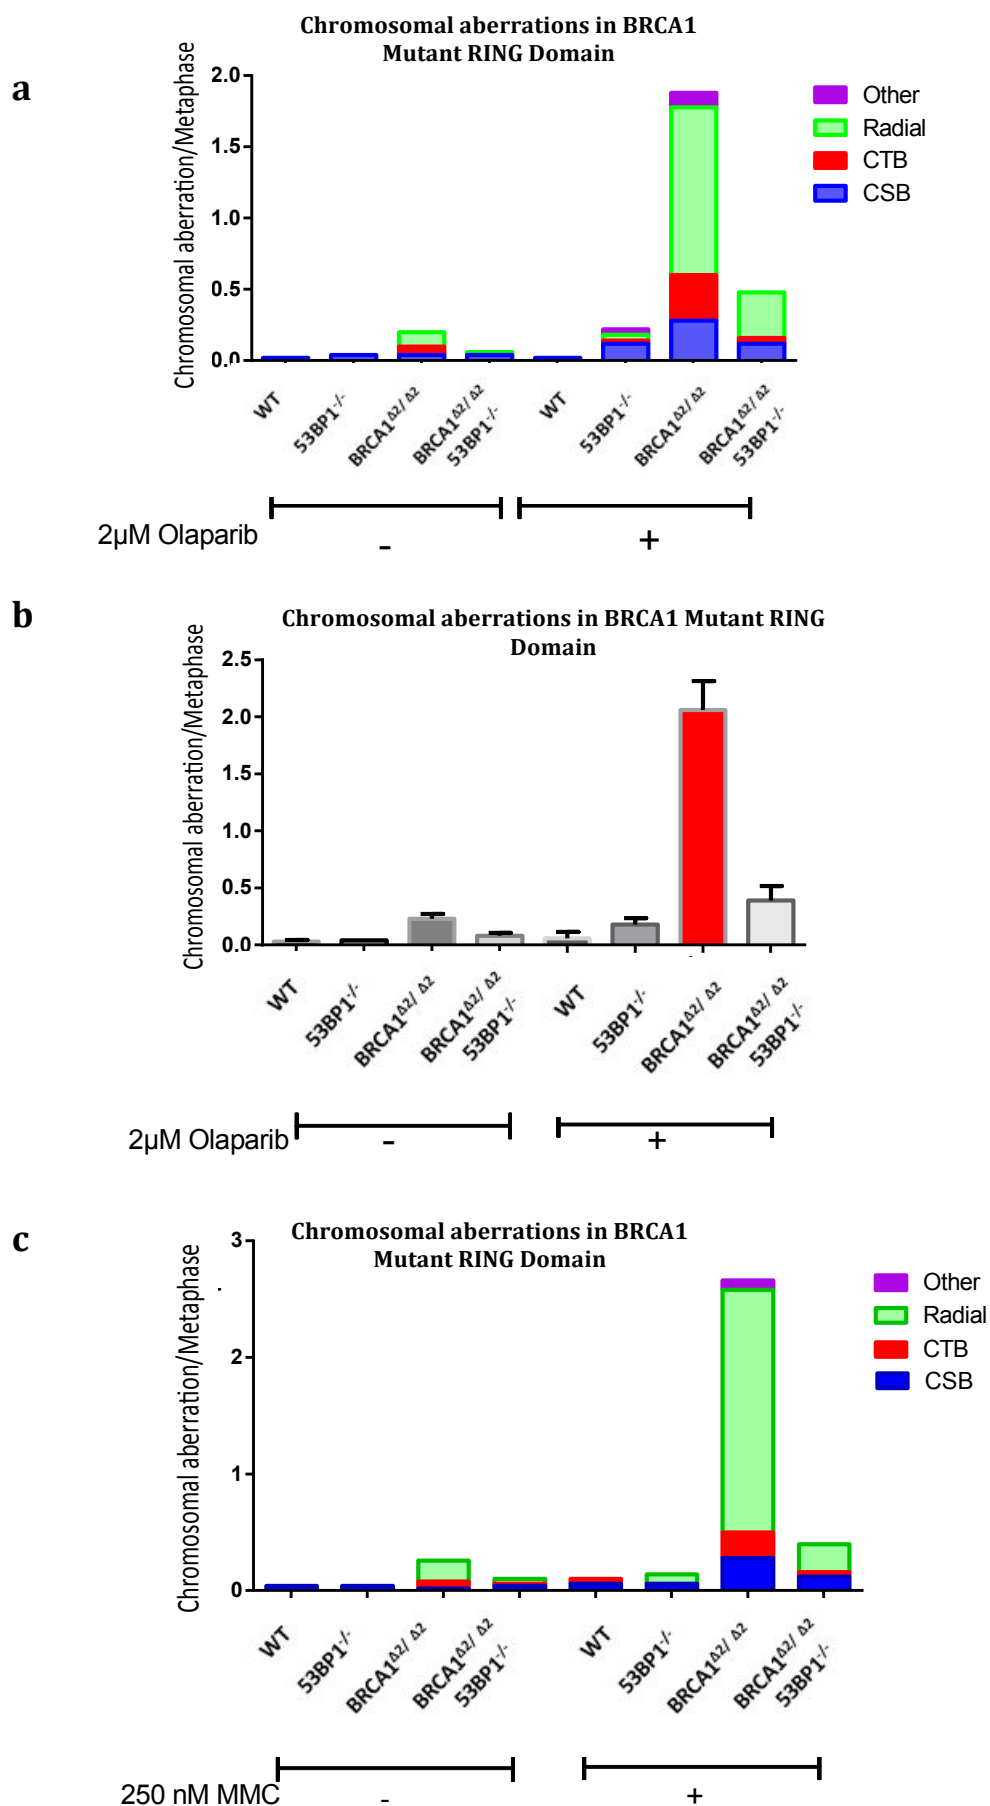 Chromosomal aberrations in BRCA1
Mutant RING Domain
a
Chromosomal aberration/Metaphase
2.0
1.5
1.0
0.5
0.0
Other
Radial
CTB
CSB
WT
53BP1⁻/⁻
BRCA1Δ2/ Δ2
BRCA1Δ2/ Δ2
53BP1⁻/⁻
WT
53BP1⁻/⁻
BRCA1Δ2/ Δ2
BRCA1Δ2/ Δ2
53BP1⁻/⁻
2µM Olaparib
-
+
b
Chromosomal aberrations in BRCA1 Mutant RING
Domain
Chromosomal aberration/Metaphase
2.5
2.0
1.5
1.0
0.5
0.0
WT
53BP1⁻/⁻
BRCA1Δ2/ Δ2
BRCA1Δ2/ Δ2
53BP1⁻/⁻
WT
53BP1⁻/⁻
BRCA1Δ2/ Δ2
BRCA1Δ2/ Δ2
53BP1⁻/⁻
2µM Olaparib
-
+
c
Chromosomal aberrations in BRCA1
Mutant RING Domain
Chromosomal aberration/Metaphase
3
2
1
0
Other
Radial
CTB
CSB
WT
53BP1⁻/⁻
BRCA1Δ2/ Δ2
BRCA1Δ2/ Δ2
53BP1⁻/⁻
WT
53BP1⁻/⁻
BRCA1Δ2/ Δ2
BRCA1Δ2/ Δ2
53BP1⁻/⁻
250 nM MMC
-
+